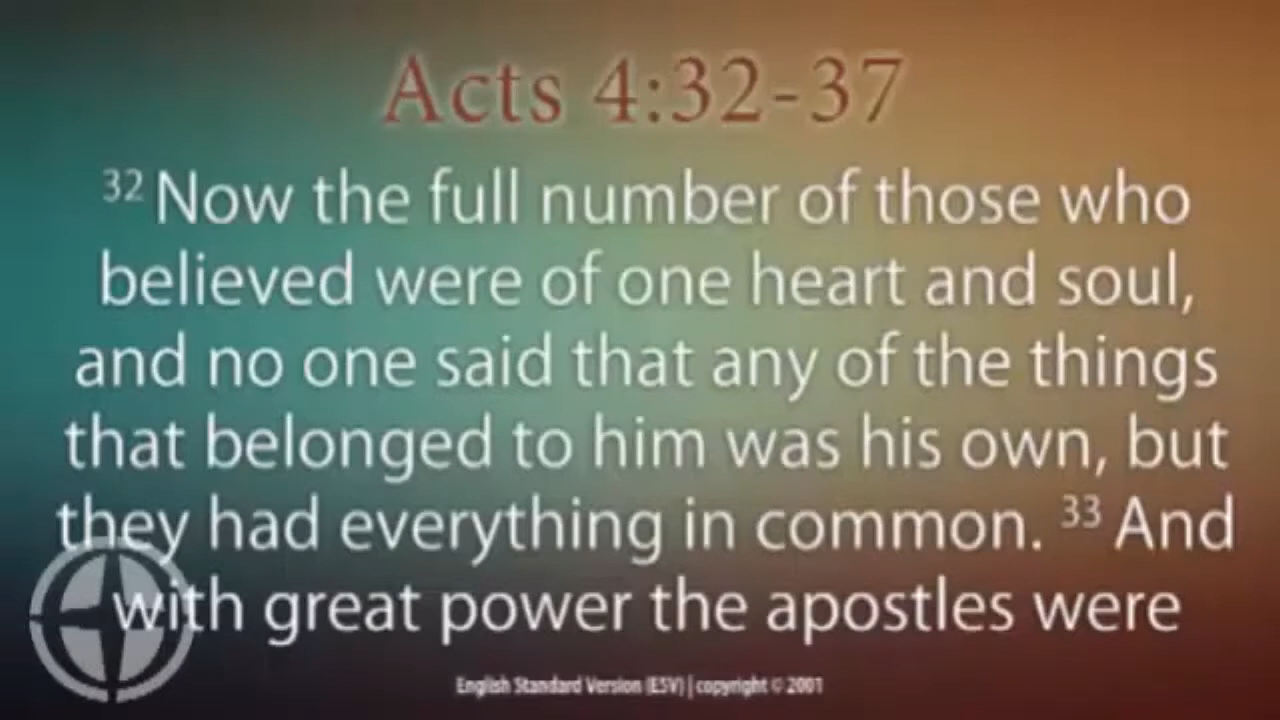 Acts 4:32-37
32 Now the full number of those who
believed were of one heart and soul,
and no one said that any of the things
that belonged to him was his own, but
they had everything in common. 33 And
with great power the apostles were
English Standard Version (ESV) | copyright © 2001